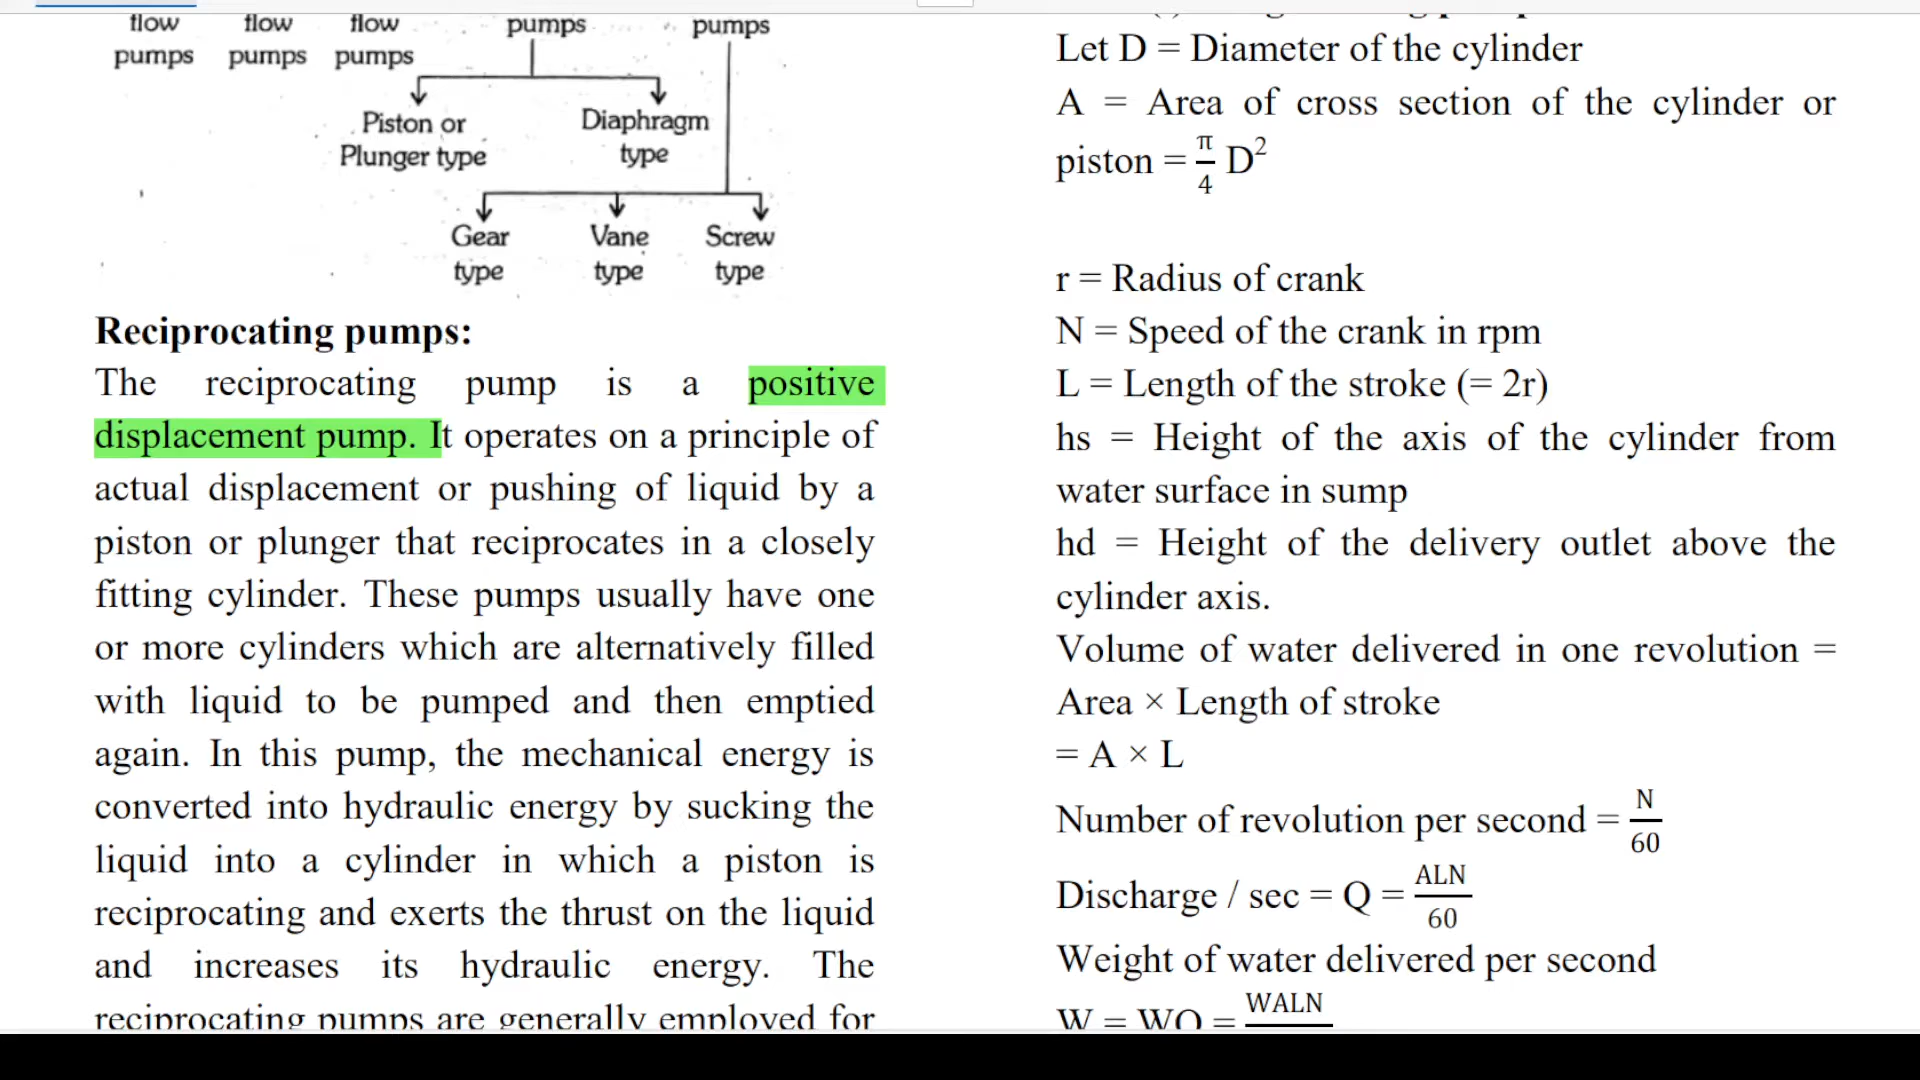 flow flow flow pumps pumps
pumps pumps pumps
Piston or Diaphragm
Plunger type type
Gear Vane Screw
type type type
Reciprocating pumps:
The reciprocating pump is a positive
displacement pump. It operates on a principle of
actual displacement or pushing of liquid by a
piston or plunger that reciprocates in a closely
fitting cylinder. These pumps usually have one
or more cylinders which are alternatively filled
with liquid to be pumped and then emptied
again. In this pump, the mechanical energy is
converted into hydraulic energy by sucking the
liquid into a cylinder in which a piston is
reciprocating and exerts the thrust on the liquid
and increases its hydraulic energy. The
reciprocating pumps are generally employed for
Let D = Diameter of the cylinder
A = Area of cross section of the cylinder or
piston = π/4 D²
r = Radius of crank
N = Speed of the crank in rpm
L = Length of the stroke (= 2r)
hs = Height of the axis of the cylinder from
water surface in sump
hd = Height of the delivery outlet above the
cylinder axis.
Volume of water delivered in one revolution =
Area × Length of stroke
= A × L
Number of revolution per second = N/60
Discharge / sec = Q = ALN/60
Weight of water delivered per second
W = WQ = WALN